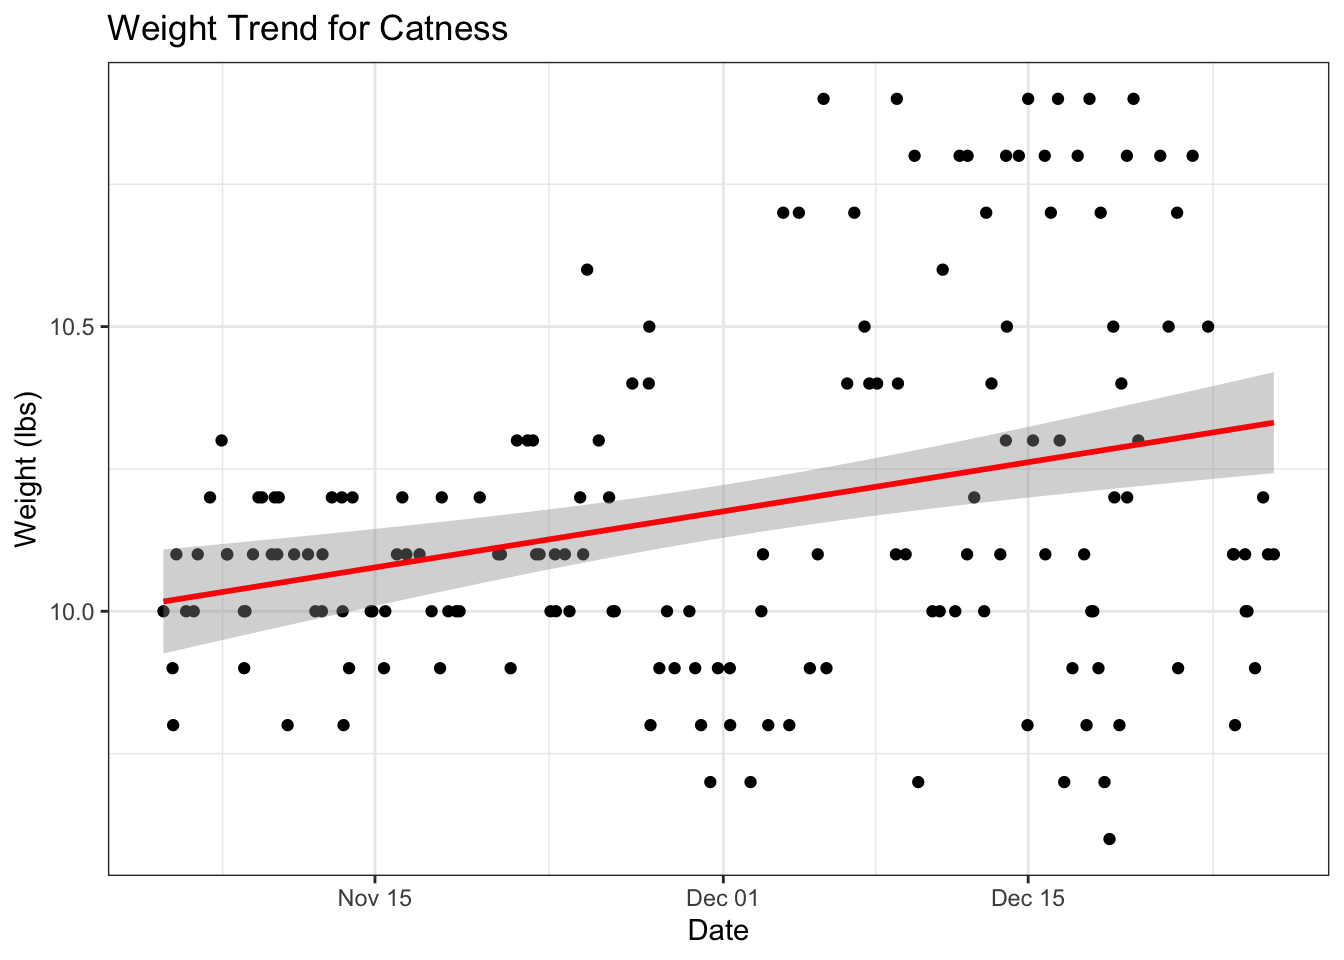 Weight Trend for Catness
Weight (lbs)
10.5
10.0
Nov 15
Dec 01
Dec 15
Date